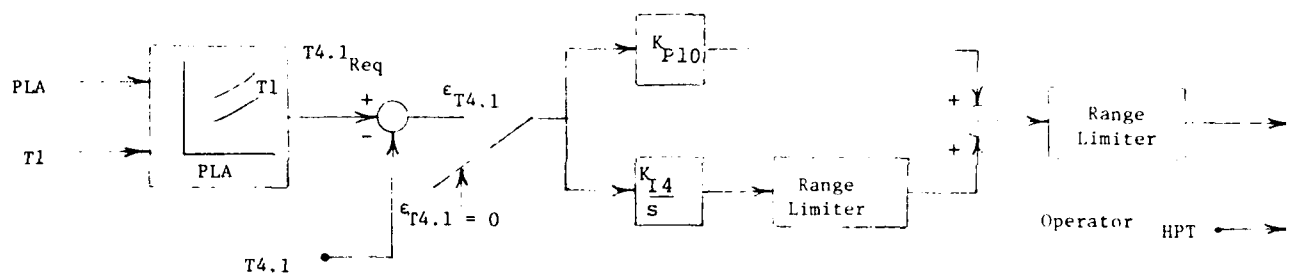 PLA
T1
T1
PLA
T4.1Req
+
-
εT4.1
εT4.1 = 0
T4.1
KP10
KI4
s
Range
Limiter
+
+
Range
Limiter
Operator HPT